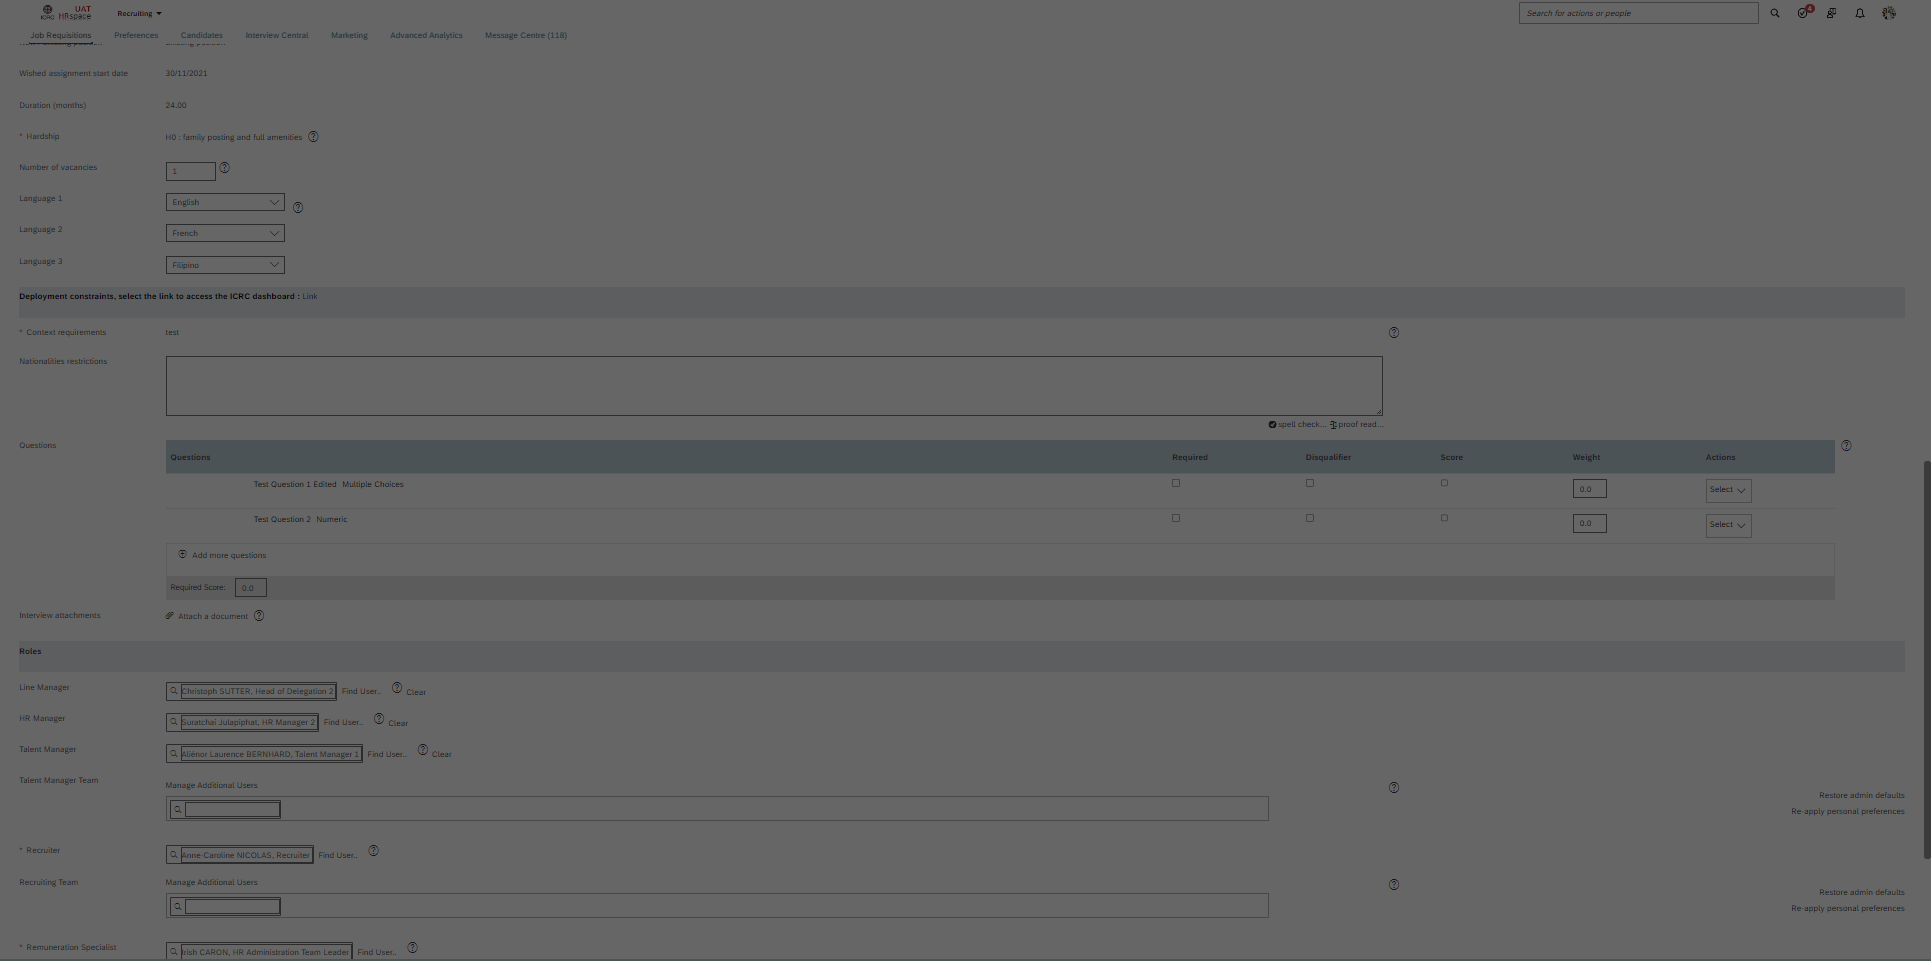 UAT
ICRC HRspace
Recruiting
Search for actions or people
4
Job Requisitions Preferences Candidates Interview Central Marketing Advanced Analytics Message Centre (118)
Wished assignment start date 30/11/2021
Duration (months) 24.00
* Hardship H0 : family posting and full amenities
Number of vacancies 1
Language 1 English
Language 2 French
Language 3 Filipino
Deployment constraints, select the link to access the ICRC dashboard : Link
* Context requirements test
Nationalities restrictions
spell check... proof read...
Questions
Questions Required Disqualifier Score Weight Actions
Test Question 1 Edited Multiple Choices 0.0 Select
Test Question 2 Numeric 0.0 Select
Add more questions
Required Score: 0.0
Interview attachments Attach a document
Roles
Line Manager Christoph SUTTER, Head of Delegation 2 Find User.. Clear
HR Manager Suratchai Julapiphat, HR Manager 2 Find User.. Clear
Talent Manager Aliénor Laurence BERNHARD, Talent Manager 1 Find User.. Clear
Talent Manager Team Manage Additional Users
Restore admin defaults
Re-apply personal preferences
* Recruiter Anne-Caroline NICOLAS, Recruiter Find User..
Recruiting Team Manage Additional Users
Restore admin defaults
Re-apply personal preferences
* Remuneration Specialist Irish CARON, HR Administration Team Leader Find User..